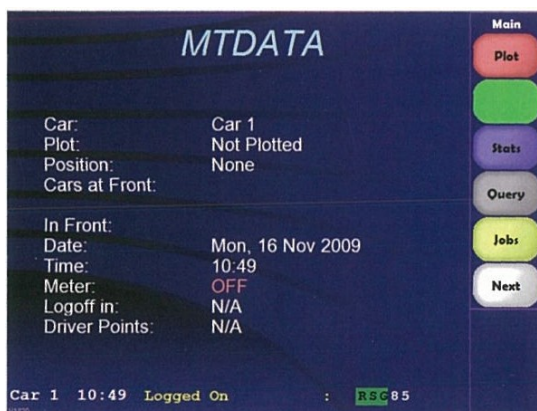 MTDATA
Car: Car 1
Plot: Not Plotted
Position: None
Cars at Front:
In Front:
Date: Mon, 16 Nov 2009
Time: 10:49
Meter: OFF
Logoff in: N/A
Driver Points: N/A
Car 1 10:49 Logged On : RSG85
Main
Plot
Stats
Query
Jobs
Next